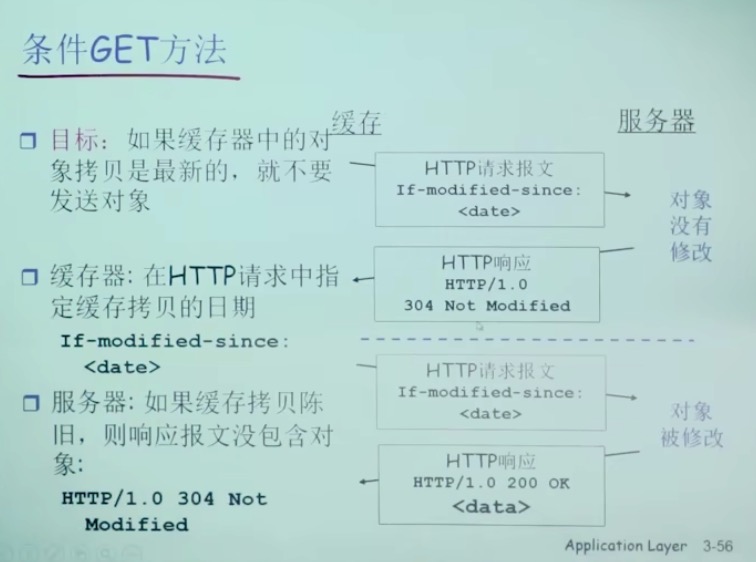 条件GET方法
目标：如果缓存器中的对
象拷贝是最新的，就不要
发送对象
缓存器: 在HTTP请求中指
定缓存拷贝的日期
If-modified-since:
<date>
服务器: 如果缓存拷贝陈
旧，则响应报文没包含对
象:
HTTP/1.0 304 Not
Modified
缓存
服务器
HTTP请求报文
If-modified-since:
<date>
对象
没有
修改
HTTP响应
HTTP/1.0
304 Not Modified
HTTP请求报文
If-modified-since:
<date>
对象
被修改
HTTP响应
HTTP/1.0 200 OK
<data>
Application Layer 3-56